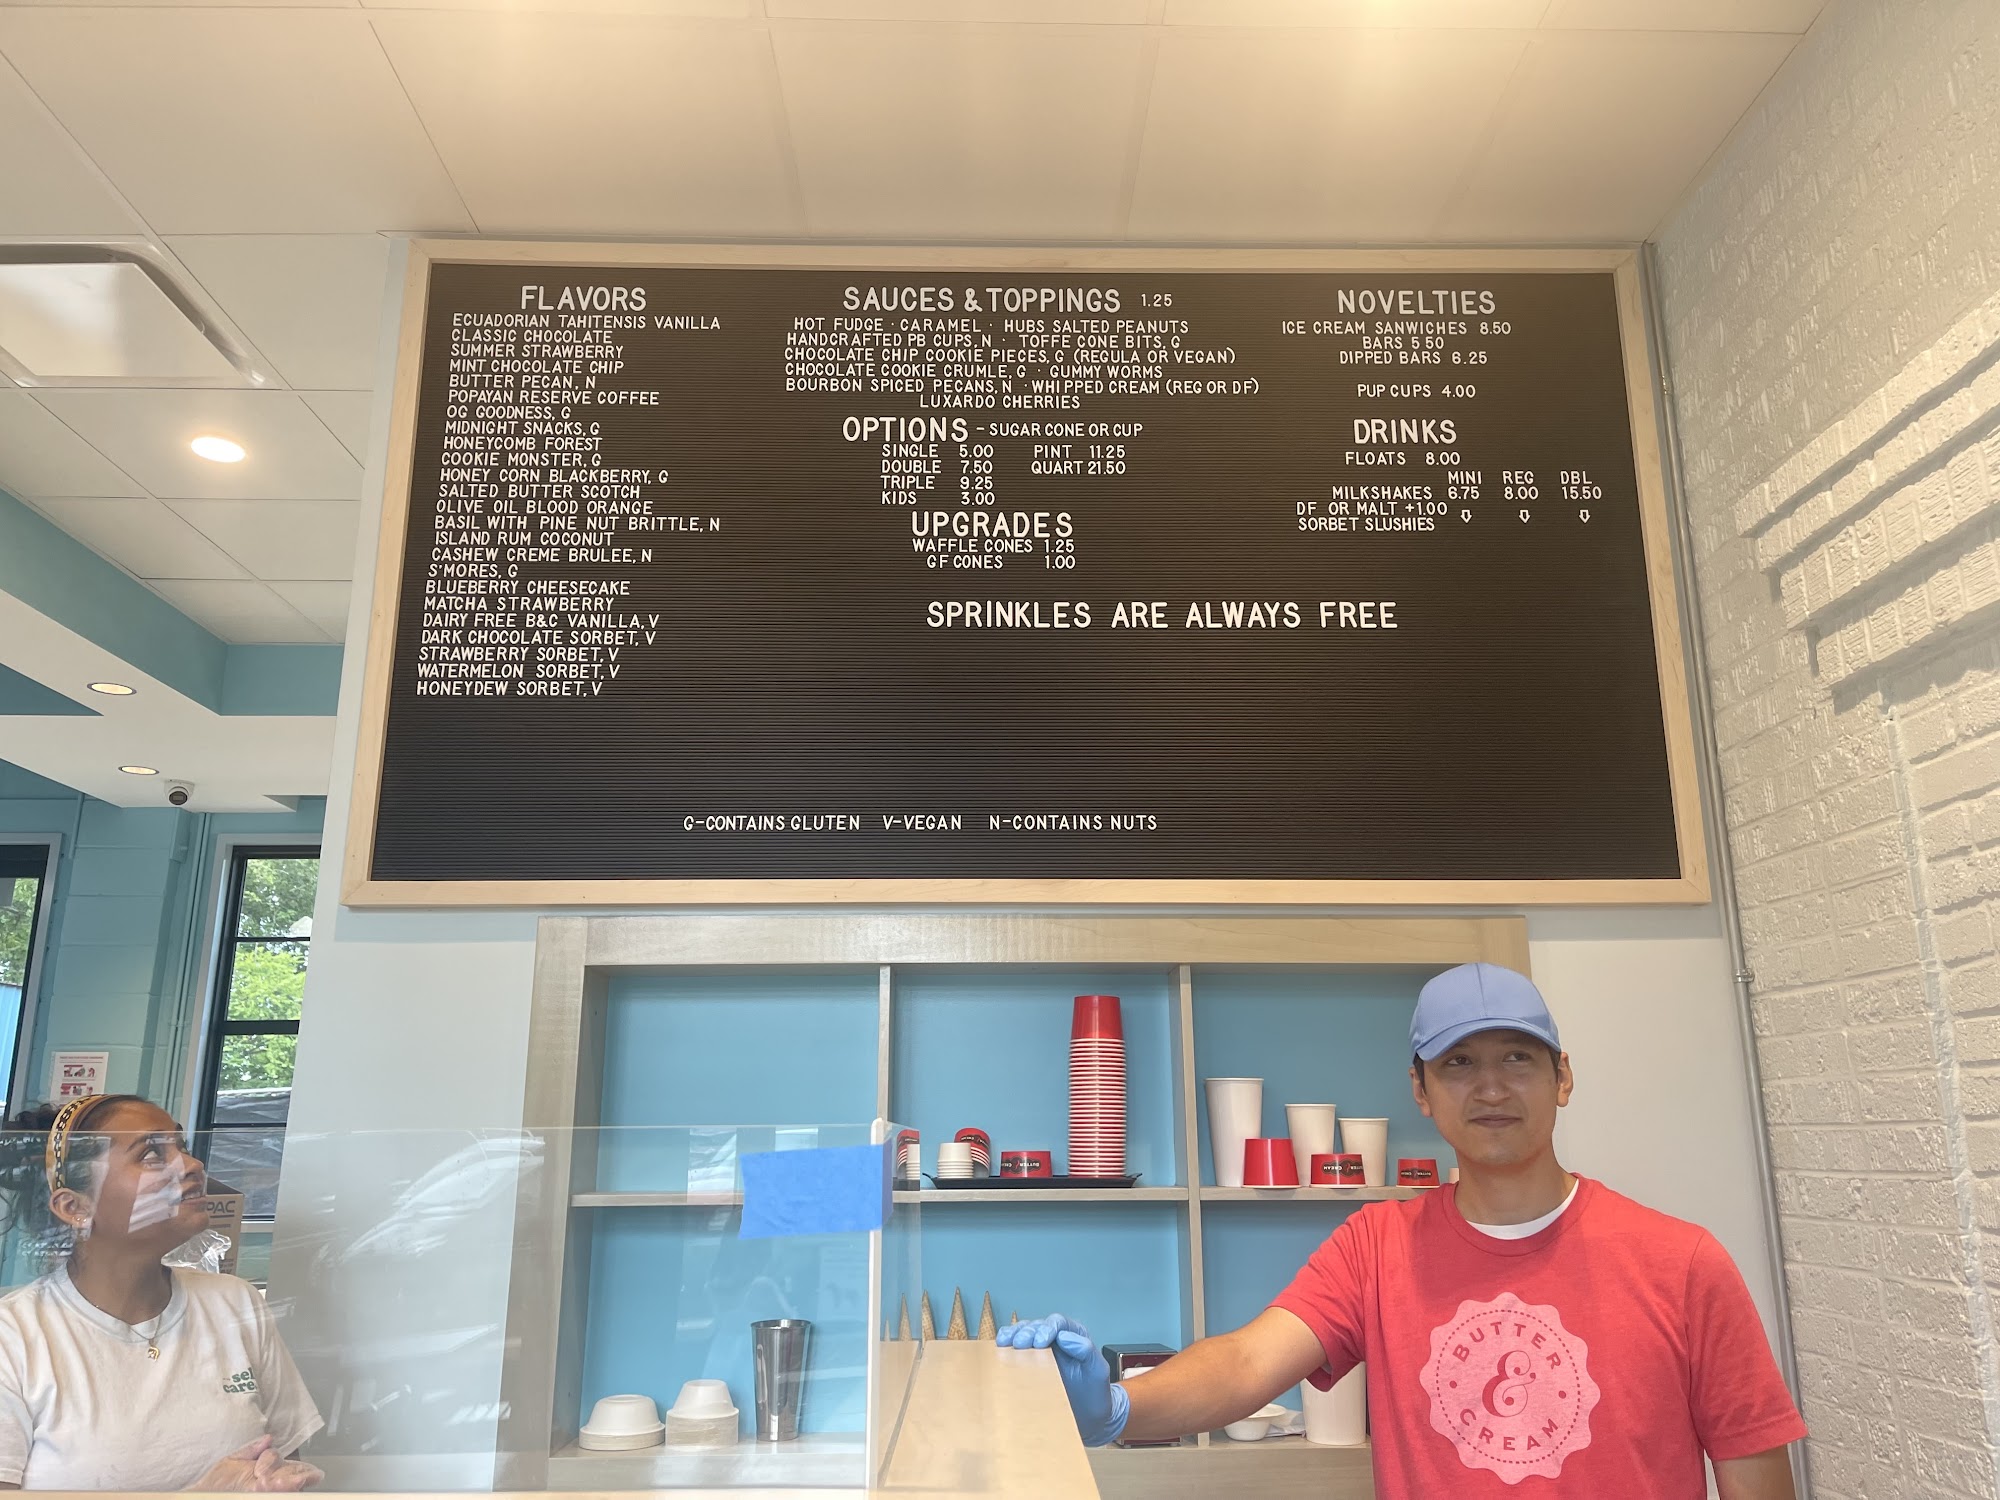 FLAVORS
ECUADORIAN TAHITENSIS VANILLA
CLASSIC CHOCOLATE
SUMMER STRAWBERRY
MINT CHOCOLATE CHIP
BUTTER PECAN, N
POPAYAN RESERVE COFFEE
OG GOODNESS, G
MIDNIGHT SNACKS, G
HONEYCOMB FOREST
COOKIE MONSTER, G
HONEY CORN BLACKBERRY, G
SALTED BUTTER SCOTCH
OLIVE OIL BLOOD ORANGE
BASIL WITH PINE NUT BRITTLE, N
ISLAND RUM COCONUT
CASHEW CREME BRULEE, N
S'MORES, G
BLUEBERRY CHEESECAKE
MATCHA STRAWBERRY
DAIRY FREE B&C VANILLA, V
DARK CHOCOLATE SORBET, V
STRAWBERRY SORBET, V
WATERMELON SORBET, V
HONEYDEW SORBET, V
SAUCES & TOPPINGS 1.25
HOT FUDGE · CARAMEL · HUBS SALTED PEANUTS
HANDCRAFTED PB CUPS, N · TOFFE CONE BITS, G
CHOCOLATE CHIP COOKIE PIECES, G (REGULA OR VEGAN)
CHOCOLATE COOKIE CRUMLE, G · GUMMY WORMS
BOURBON SPICED PECANS, N · WHIPPED CREAM (REG OR DF)
LUXARDO CHERRIES
OPTIONS - SUGAR CONE OR CUP
SINGLE 5.00 PINT 11.25
DOUBLE 7.50 QUART 21.50
TRIPLE 9.25
KIDS 3.00
UPGRADES
WAFFLE CONES 1.25
GF CONES 1.00
NOVELTIES
ICE CREAM SANWICHES 8.50
BARS 5 50
DIPPED BARS 6.25
PUP CUPS 4.00
DRINKS
FLOATS 8.00
MINI REG DBL
MILKSHAKES 6.75 8.00 15.50
DF OR MALT +1.00
SORBET SLUSHIES
SPRINKLES ARE ALWAYS FREE
G-CONTAINS GLUTEN V-VEGAN N-CONTAINS NUTS
BUTTER
&
CREAM
BUTTER CREAM
BUTTER CREAM
BUTTER CREAM
PAC
self
care